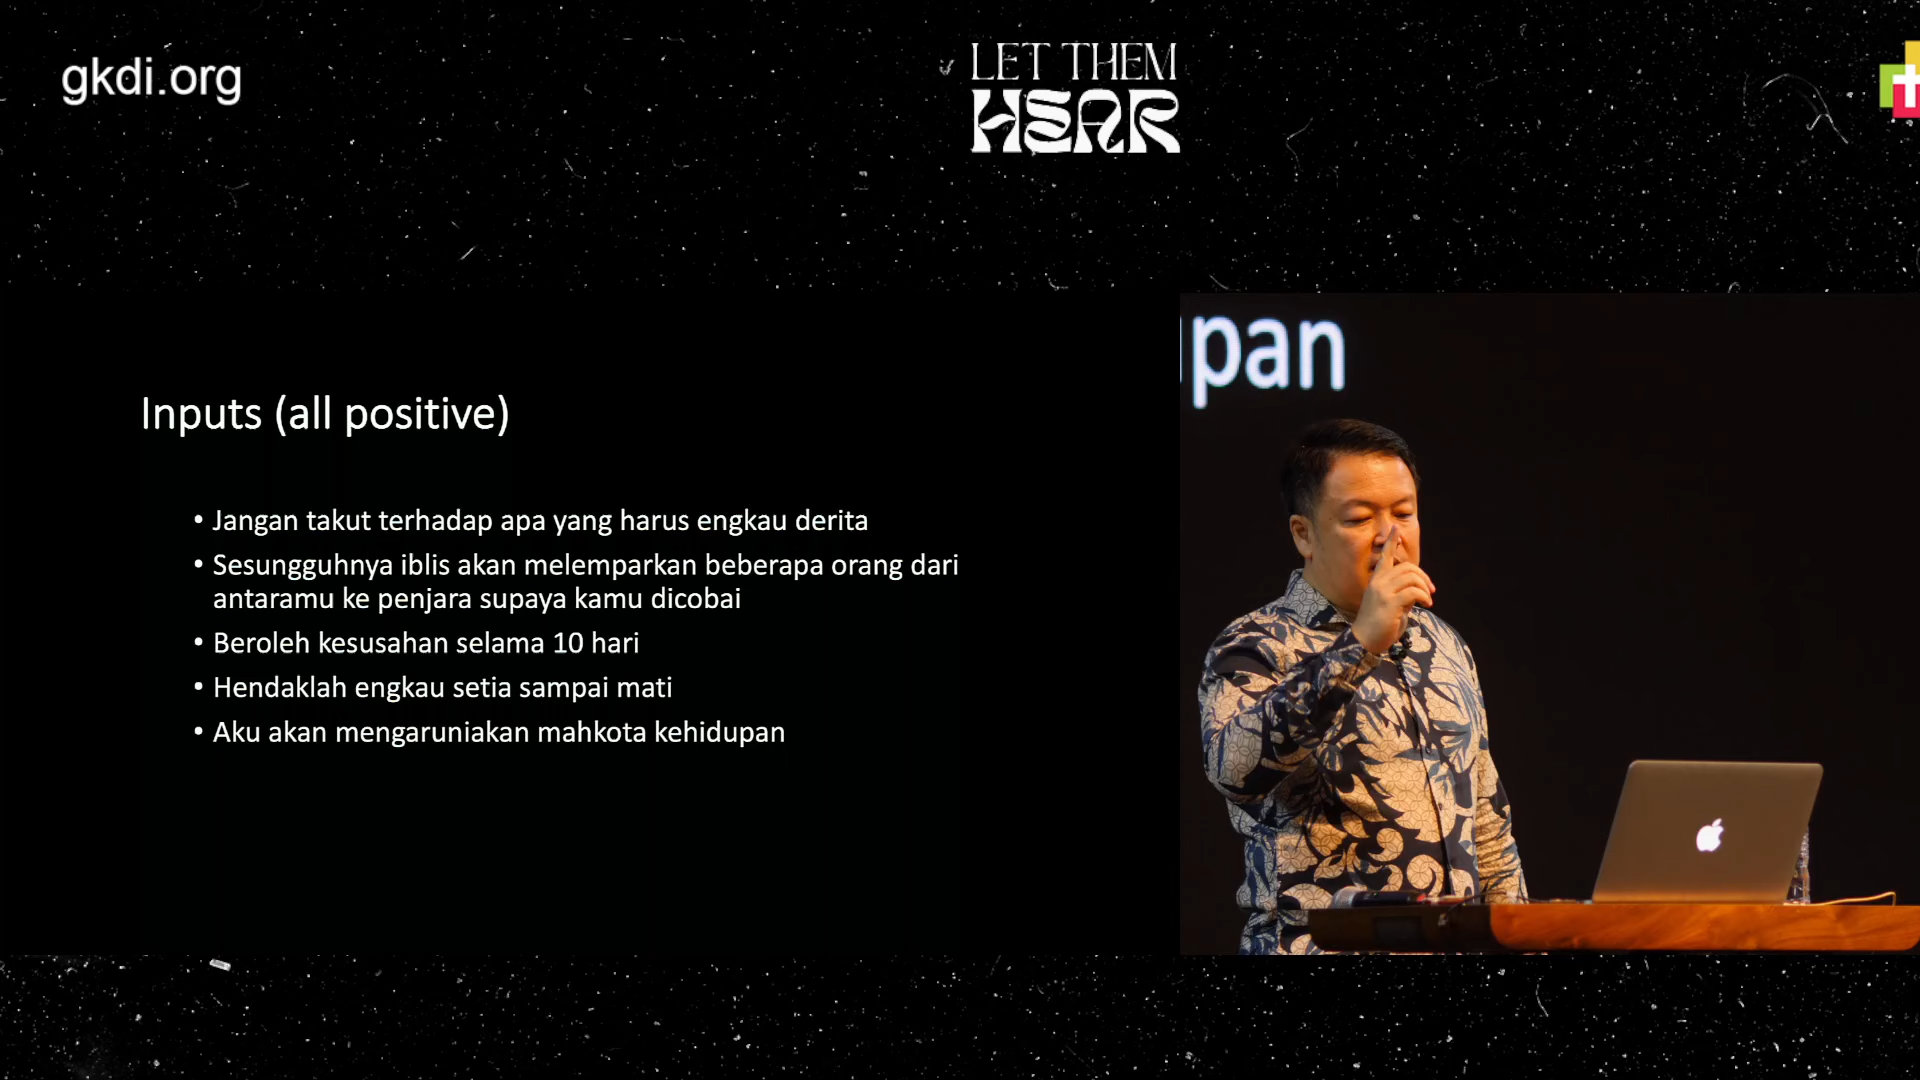 gkdi.org
LET THEM
HEAR
Inputs (all positive)
• Jangan takut terhadap apa yang harus engkau derita
• Sesungguhnya iblis akan melemparkan beberapa orang dari
antaramu ke penjara supaya kamu dicobai
• Beroleh kesusahan selama 10 hari
• Hendaklah engkau setia sampai mati
• Aku akan mengaruniakan mahkota kehidupan
pan